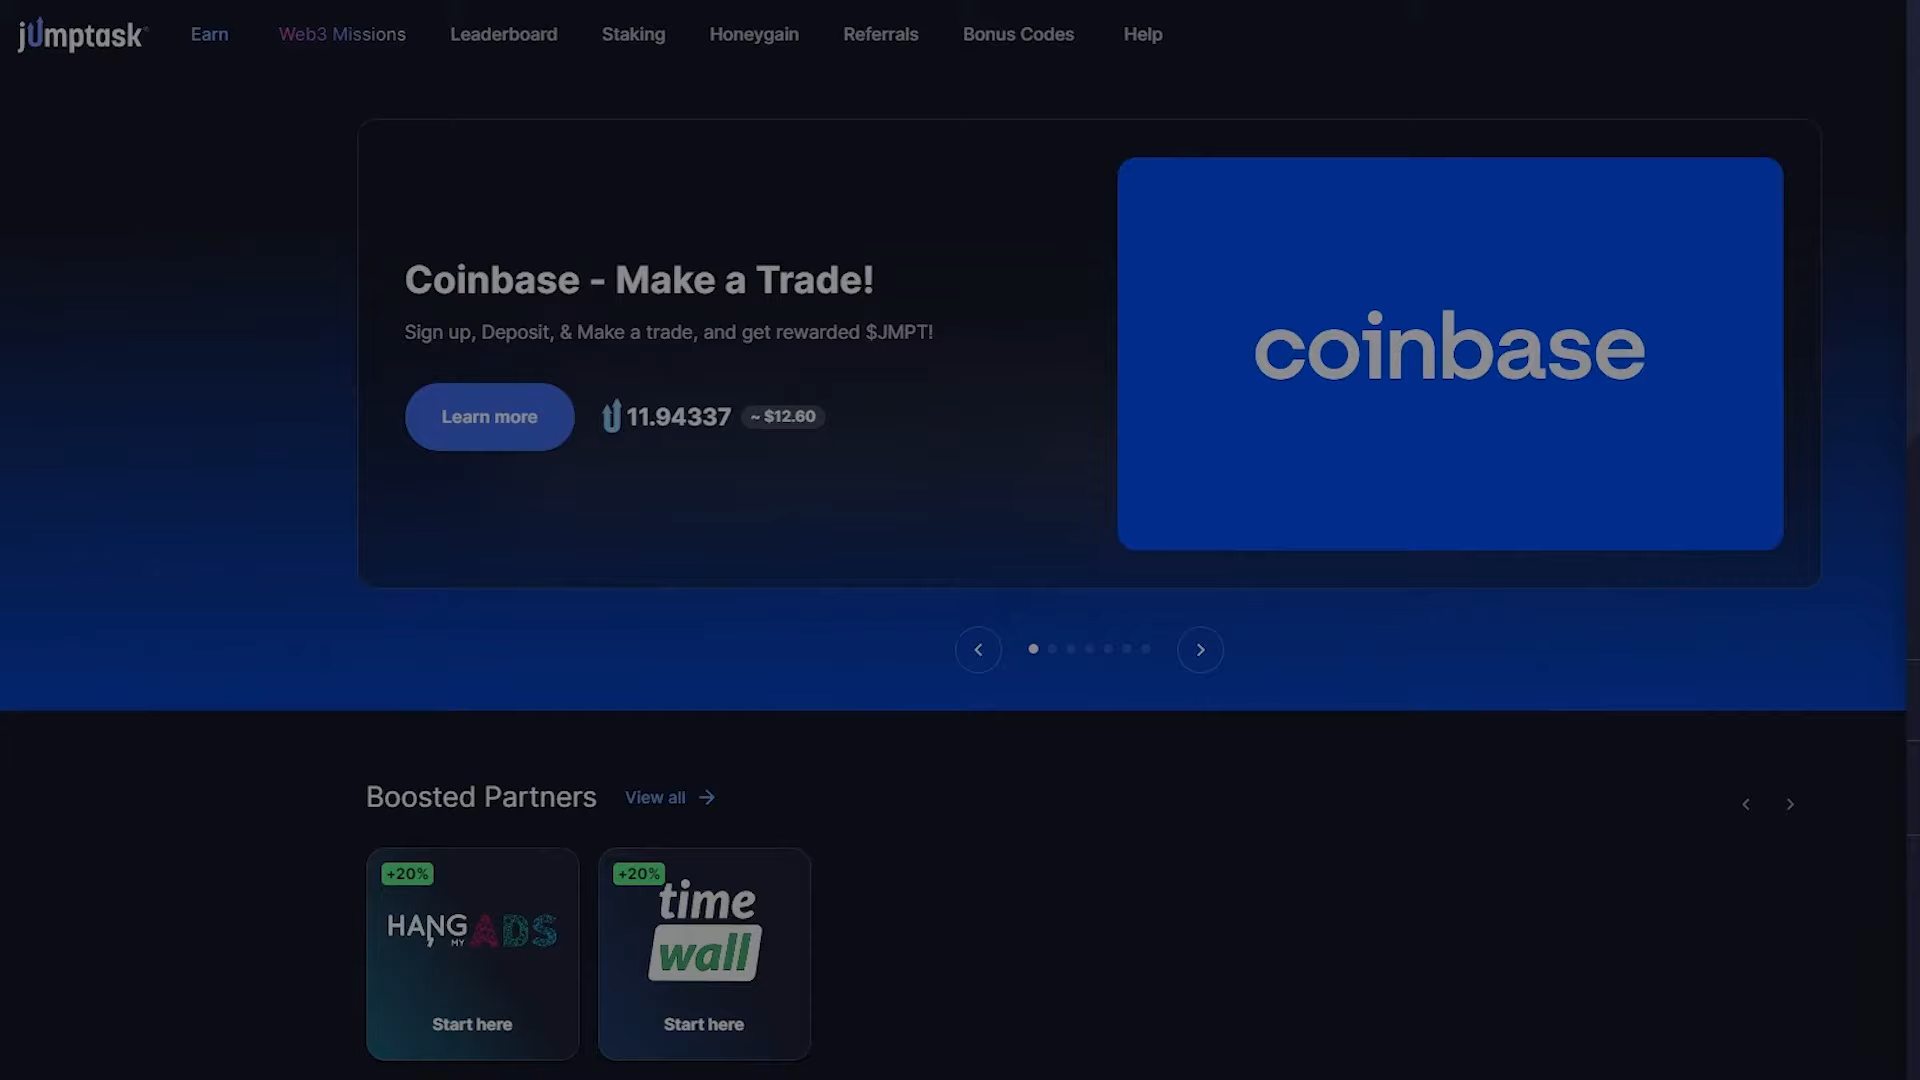 jumptask
Earn
Web3 Missions
Leaderboard
Staking
Honeygain
Referrals
Bonus Codes
Help
Coinbase - Make a Trade!
Sign up, Deposit, & Make a trade, and get rewarded $JMPT!
Learn more
11.94337
~ $12.60
coinbase
Boosted Partners
View all
+20%
HANG MY ADS
Start here
+20%
time
wall
Start here